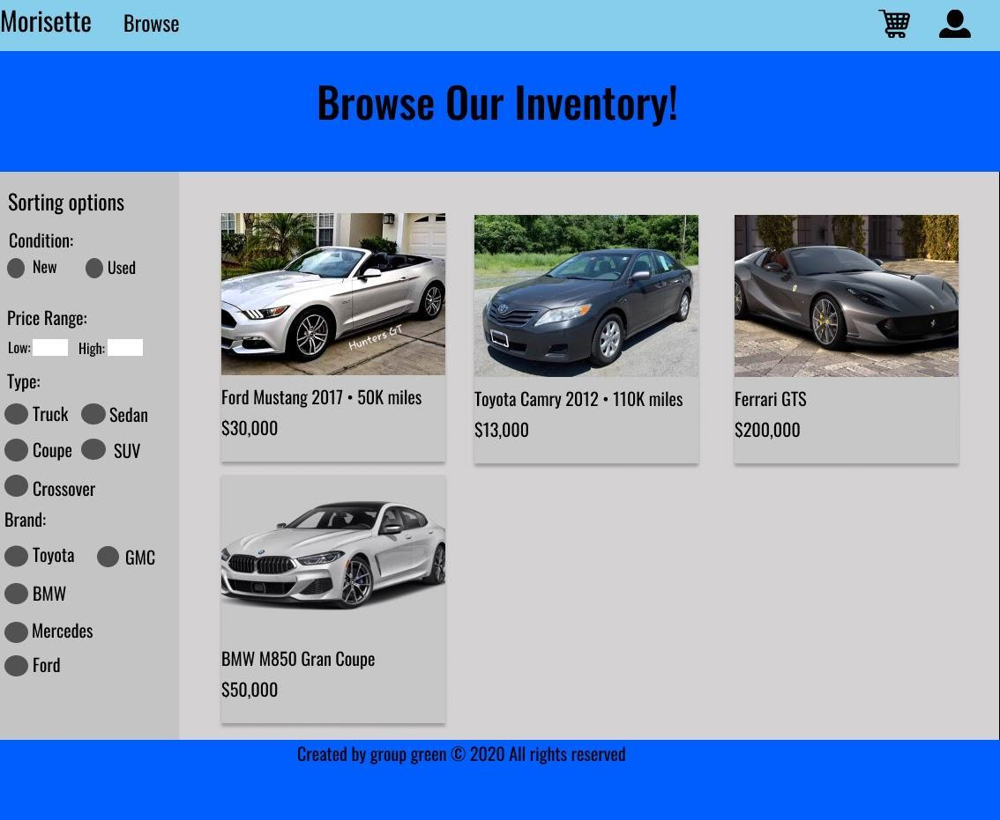 Morisette
Browse
Browse Our Inventory!
Sorting options
Condition:
New
Used
Price Range:
Low:
High:
Type:
Truck
Sedan
Coupe
SUV
Crossover
Brand:
Toyota
GMC
BMW
Mercedes
Ford
Hunters GT
Ford Mustang 2017 • 50K miles
$30,000
Toyota Camry 2012 • 110K miles
$13,000
Ferrari GTS
$200,000
BMW M850 Gran Coupe
$50,000
Created by group green © 2020 All rights reserved